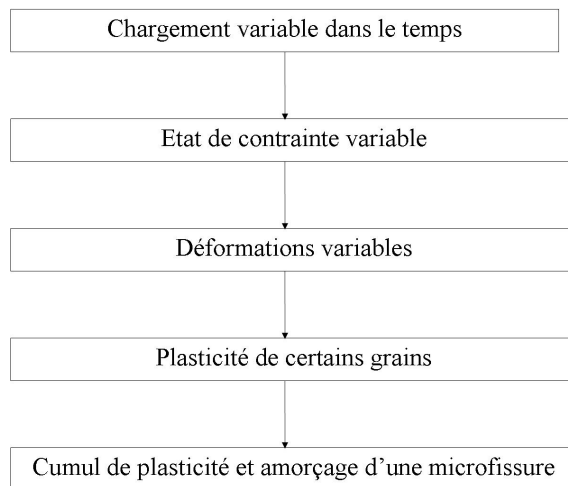 Chargement variable dans le temps
Etat de contrainte variable
Déformations variables
Plasticité de certains grains
Cumul de plasticité et amorçage d’une microfissure